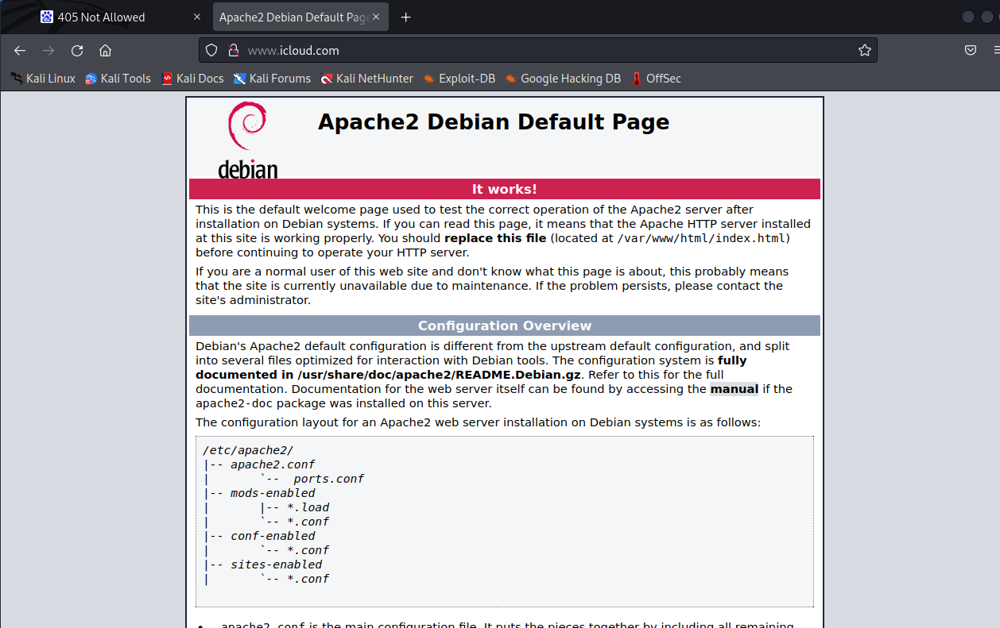 405 Not Allowed
Apache2 Debian Default Page
www.icloud.com
Kali Linux Kali Tools Kali Docs Kali Forums Kali NetHunter Exploit-DB Google Hacking DB OffSec
debian
Apache2 Debian Default Page
It works!
This is the default welcome page used to test the correct operation of the Apache2 server after
installation on Debian systems. If you can read this page, it means that the Apache HTTP server installed
at this site is working properly. You should replace this file (located at /var/www/html/index.html)
before continuing to operate your HTTP server.
If you are a normal user of this web site and don't know what this page is about, this probably means
that the site is currently unavailable due to maintenance. If the problem persists, please contact the
site's administrator.
Configuration Overview
Debian's Apache2 default configuration is different from the upstream default configuration, and split
into several files optimized for interaction with Debian tools. The configuration system is fully
documented in /usr/share/doc/apache2/README.Debian.gz. Refer to this for the full
documentation. Documentation for the web server itself can be found by accessing the manual if the
apache2-doc package was installed on this server.
The configuration layout for an Apache2 web server installation on Debian systems is as follows:
/etc/apache2/
|-- apache2.conf
|       `--  ports.conf
|-- mods-enabled
|       |-- *.load
|       `-- *.conf
|-- conf-enabled
|       `-- *.conf
|-- sites-enabled
|       `-- *.conf
• apache2.conf is the main configuration file. It puts the pieces together by including all remaining